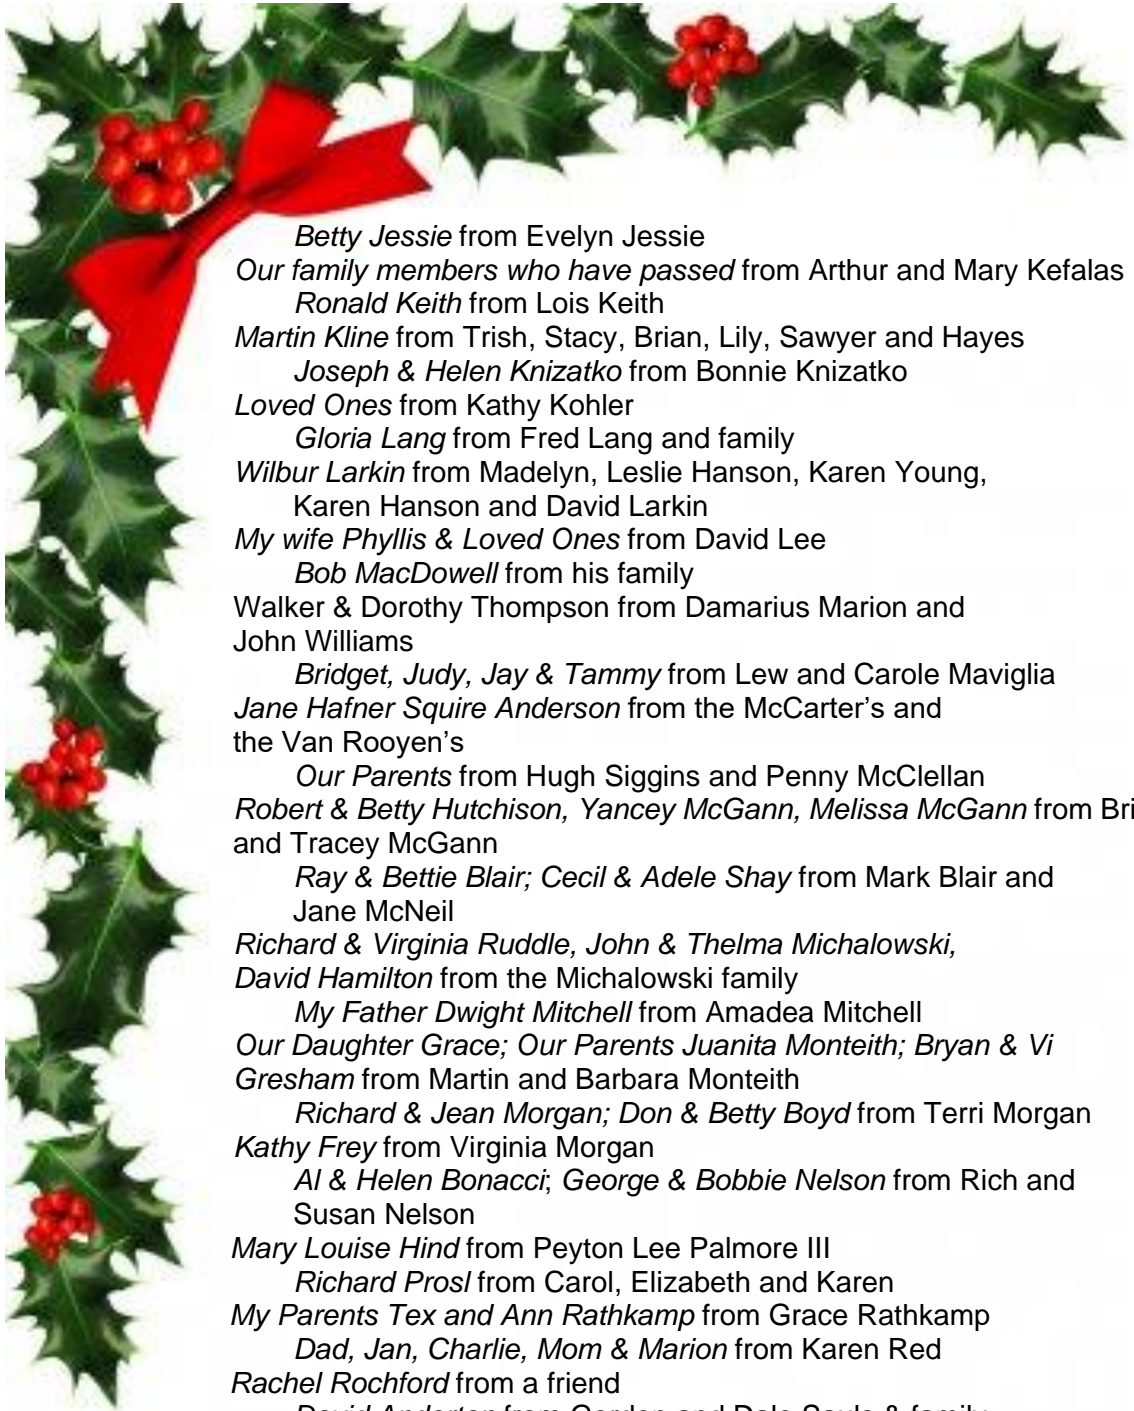 Betty Jessie from Evelyn Jessie
Our family members who have passed from Arthur and Mary Kefalas
Ronald Keith from Lois Keith
Martin Kline from Trish, Stacy, Brian, Lily, Sawyer and Hayes
Joseph & Helen Knizatko from Bonnie Knizatko
Loved Ones from Kathy Kohler
Gloria Lang from Fred Lang and family
Wilbur Larkin from Madelyn, Leslie Hanson, Karen Young,
Karen Hanson and David Larkin
My wife Phyllis & Loved Ones from David Lee
Bob MacDowell from his family
Walker & Dorothy Thompson from Damarius Marion and
John Williams
Bridget, Judy, Jay & Tammy from Lew and Carole Maviglia
Jane Hafner Squire Anderson from the McCarter’s and
the Van Rooyen’s
Our Parents from Hugh Siggins and Penny McClellan
Robert & Betty Hutchison, Yancey McGann, Melissa McGann from Bri
and Tracey McGann
Ray & Bettie Blair; Cecil & Adele Shay from Mark Blair and
Jane McNeil
Richard & Virginia Ruddle, John & Thelma Michalowski,
David Hamilton from the Michalowski family
My Father Dwight Mitchell from Amadea Mitchell
Our Daughter Grace; Our Parents Juanita Monteith; Bryan & Vi
Gresham from Martin and Barbara Monteith
Richard & Jean Morgan; Don & Betty Boyd from Terri Morgan
Kathy Frey from Virginia Morgan
Al & Helen Bonacci; George & Bobbie Nelson from Rich and
Susan Nelson
Mary Louise Hind from Peyton Lee Palmore III
Richard Prosl from Carol, Elizabeth and Karen
My Parents Tex and Ann Rathkamp from Grace Rathkamp
Dad, Jan, Charlie, Mom & Marion from Karen Red
Rachel Rochford from a friend
David Anderton from Gordon and Dale Sayle & family